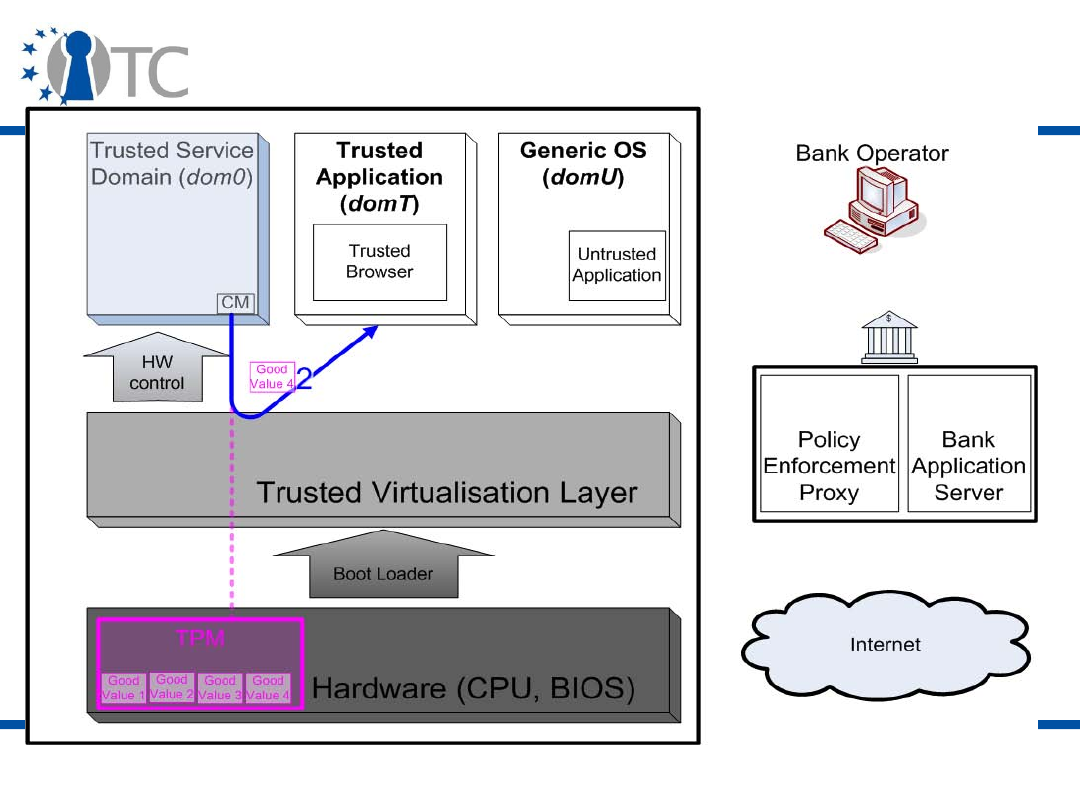 TC
Trusted Service
Domain (dom0)
CM
Trusted
Application
(domT)
Trusted
Browser
Generic OS
(domU)
Untrusted
Application
Bank Operator
HW
control
Good
Value 4
2
$
Policy
Enforcement
Proxy
Bank
Application
Server
Trusted Virtualisation Layer
Boot Loader
Internet
TPM
Good
Value 1
Good
Value 2
Good
Value 3
Good
Value 4
Hardware (CPU, BIOS)